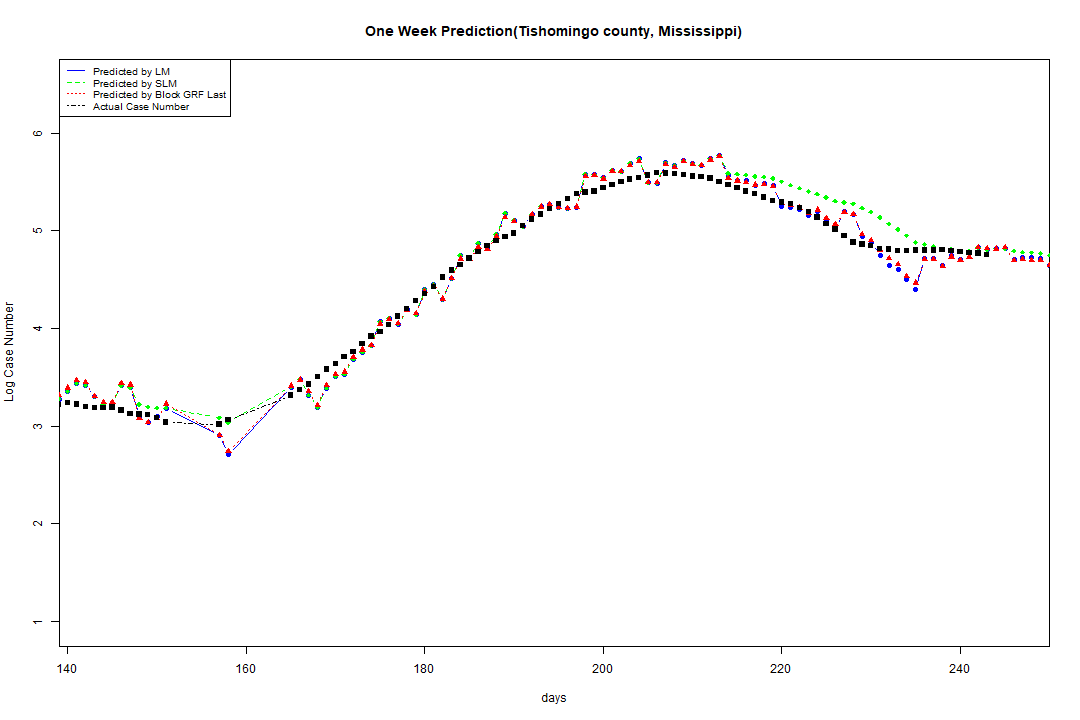 One Week Prediction(Tishomingo county, Mississippi)
Predicted by LM
Predicted by SLM
Predicted by Block GRF Last
Actual Case Number
6
5
4
3
2
1
Log Case Number
140 160 180 200 220 240
days